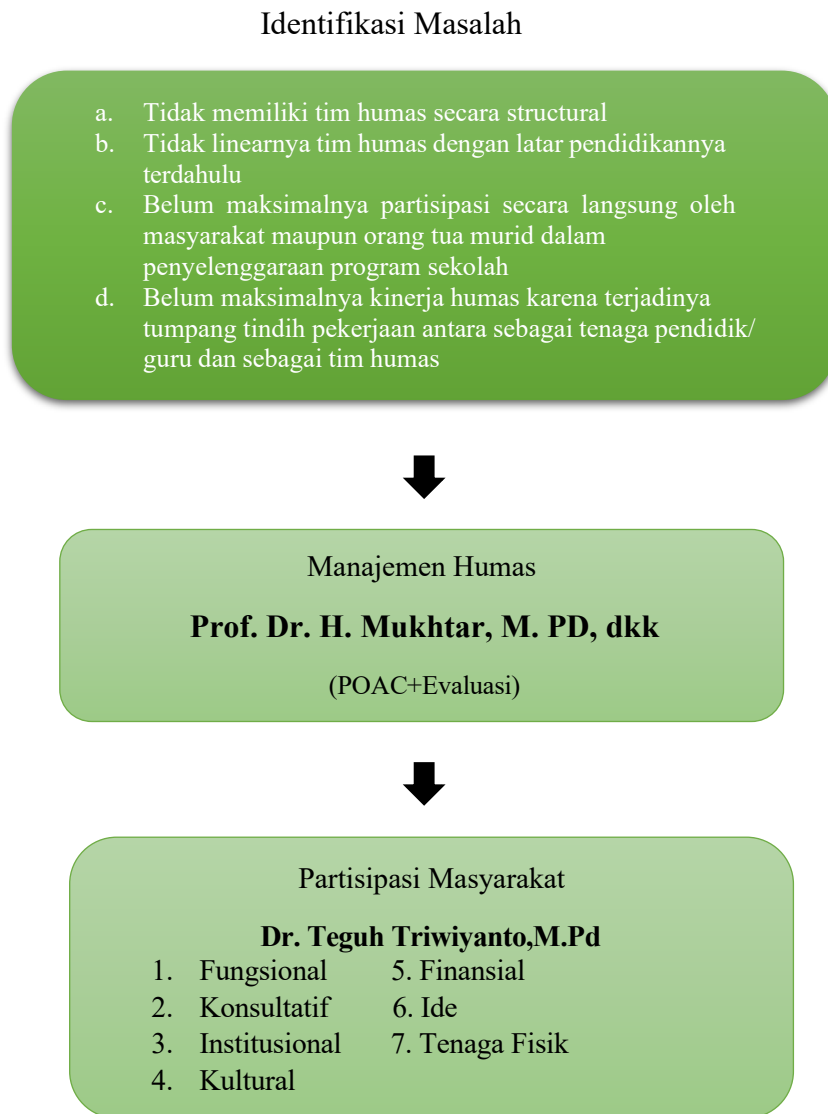 Identifikasi Masalah
a. Tidak memiliki tim humas secara structural
b. Tidak linearnya tim humas dengan latar pendidikannya
terdahulu
c. Belum maksimalnya partisipasi secara langsung oleh
masyarakat maupun orang tua murid dalam
penyelenggaraan program sekolah
d. Belum maksimalnya kinerja humas karena terjadinya
tumpang tindih pekerjaan antara sebagai tenaga pendidik/
guru dan sebagai tim humas
Manajemen Humas
Prof. Dr. H. Mukhtar, M. PD, dkk
(POAC+Evaluasi)
Partisipasi Masyarakat
Dr. Teguh Triwiyanto,M.Pd
1. Fungsional 5. Finansial
2. Konsultatif 6. Ide
3. Institusional 7. Tenaga Fisik
4. Kultural